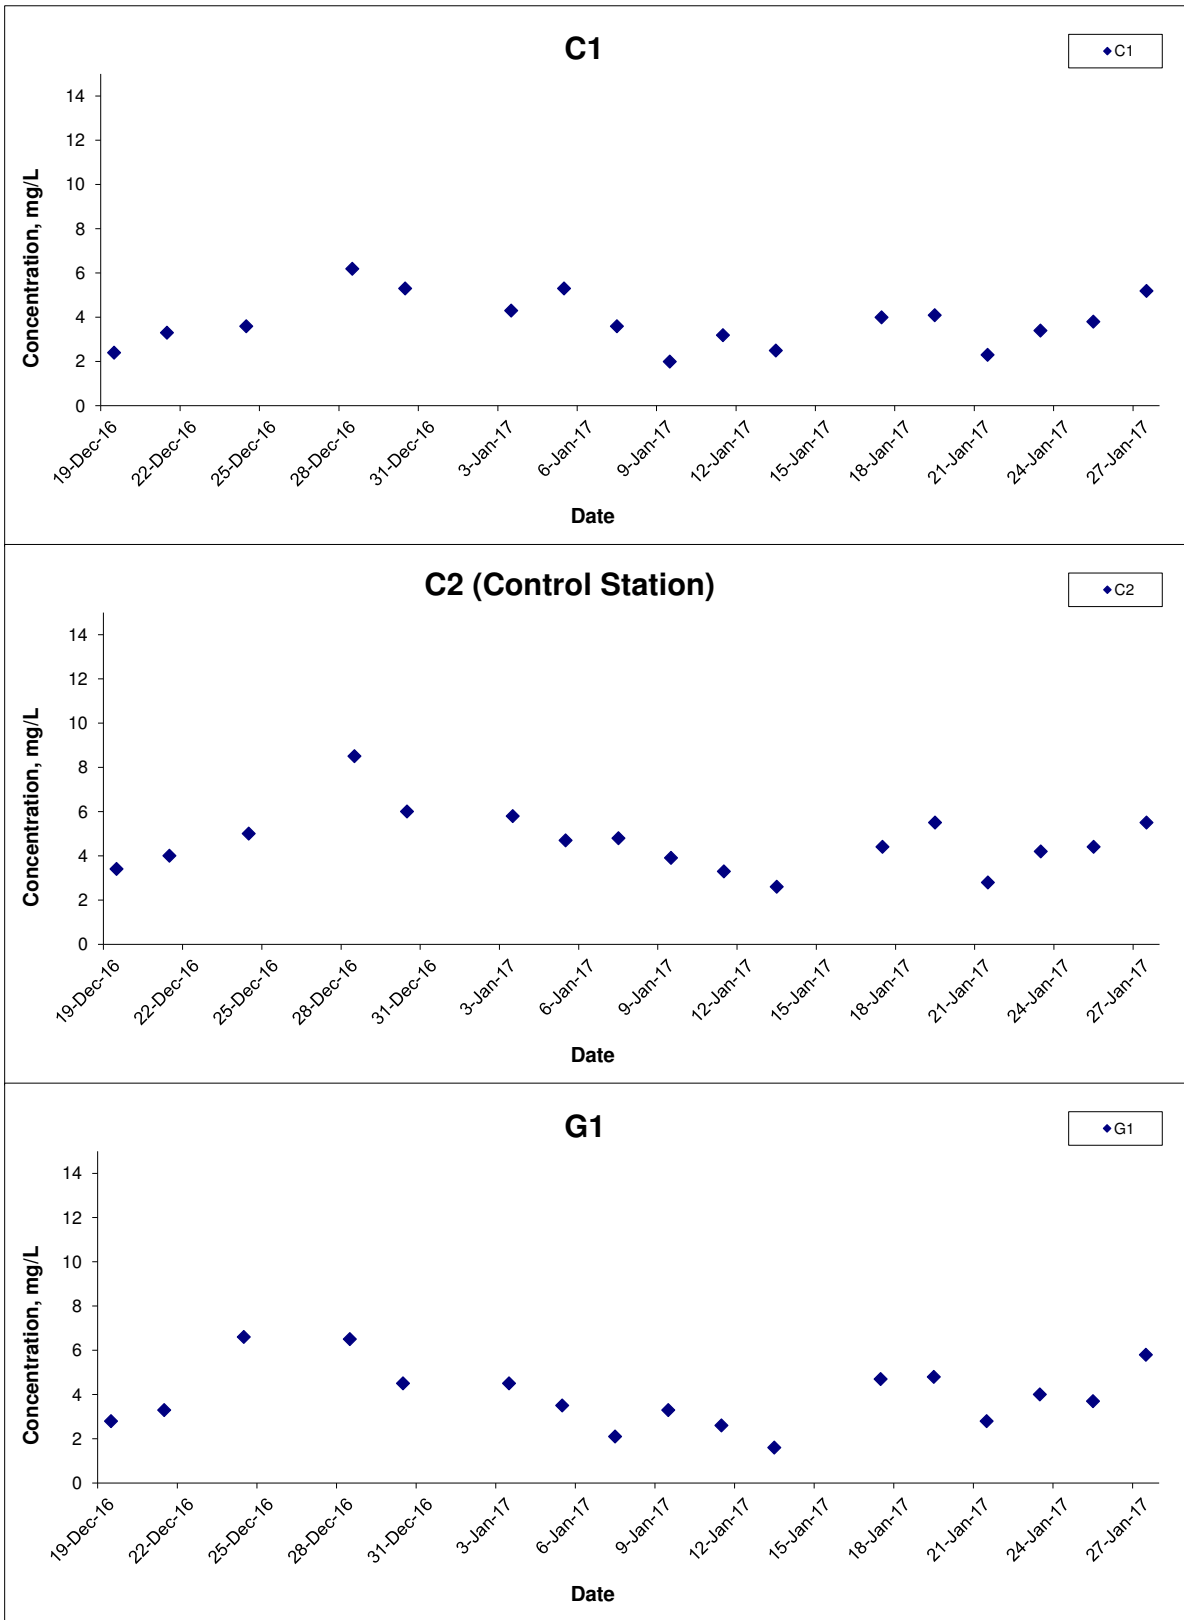 C1
C1
14
12
10
8
6
4
2
0
Concentration, mg/L
19-Dec-16
22-Dec-16
25-Dec-16
28-Dec-16
31-Dec-16
3-Jan-17
6-Jan-17
9-Jan-17
12-Jan-17
15-Jan-17
18-Jan-17
21-Jan-17
24-Jan-17
27-Jan-17
Date
C2 (Control Station)
C2
14
12
10
8
6
4
2
0
Concentration, mg/L
19-Dec-16
22-Dec-16
25-Dec-16
28-Dec-16
31-Dec-16
3-Jan-17
6-Jan-17
9-Jan-17
12-Jan-17
15-Jan-17
18-Jan-17
21-Jan-17
24-Jan-17
27-Jan-17
Date
G1
G1
14
12
10
8
6
4
2
0
Concentration, mg/L
19-Dec-16
22-Dec-16
25-Dec-16
28-Dec-16
31-Dec-16
3-Jan-17
6-Jan-17
9-Jan-17
12-Jan-17
15-Jan-17
18-Jan-17
21-Jan-17
24-Jan-17
27-Jan-17
Date